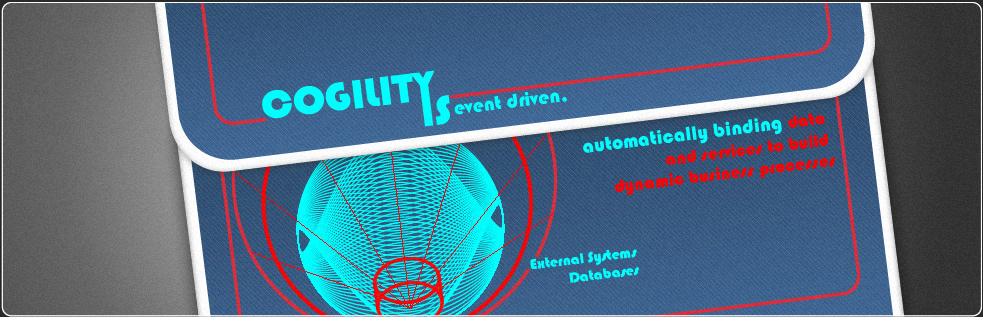 COGILITY
is event driven.
automatically binding data
and services to build
dynamic business processes
External Systems
Databases